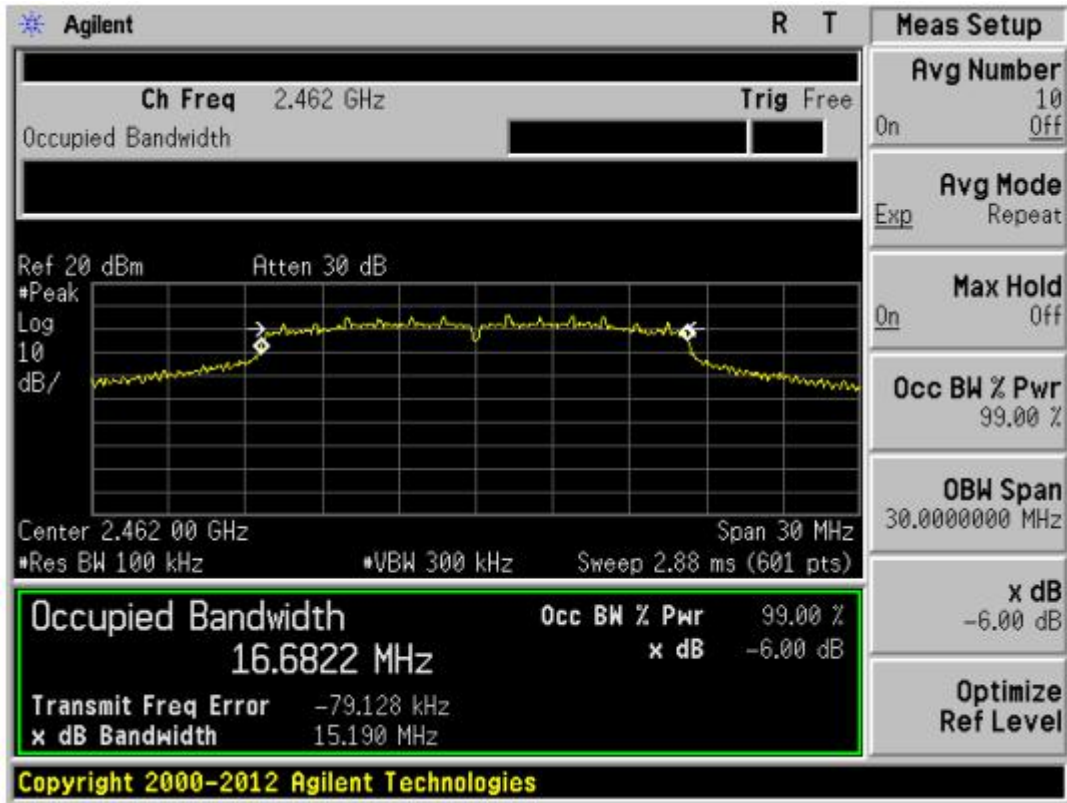 Agilent R T
Ch Freq 2.462 GHz Trig Free
Occupied Bandwidth
Ref 20 dBm Atten 30 dB
#Peak
Log
10
dB/
Center 2.462 00 GHz Span 30 MHz
#Res BW 100 kHz #VBW 300 kHz Sweep 2.88 ms (601 pts)
Occupied Bandwidth Occ BW % Pwr 99.00 %
16.6822 MHz x dB -6.00 dB
Transmit Freq Error -79.128 kHz
x dB Bandwidth 15.190 MHz
Copyright 2000-2012 Agilent Technologies
Meas Setup
Avg Number
10
On Off
Avg Mode
Exp Repeat
Max Hold
On Off
Occ BW % Pwr
99.00 %
OBW Span
30.0000000 MHz
x dB
-6.00 dB
Optimize
Ref Level